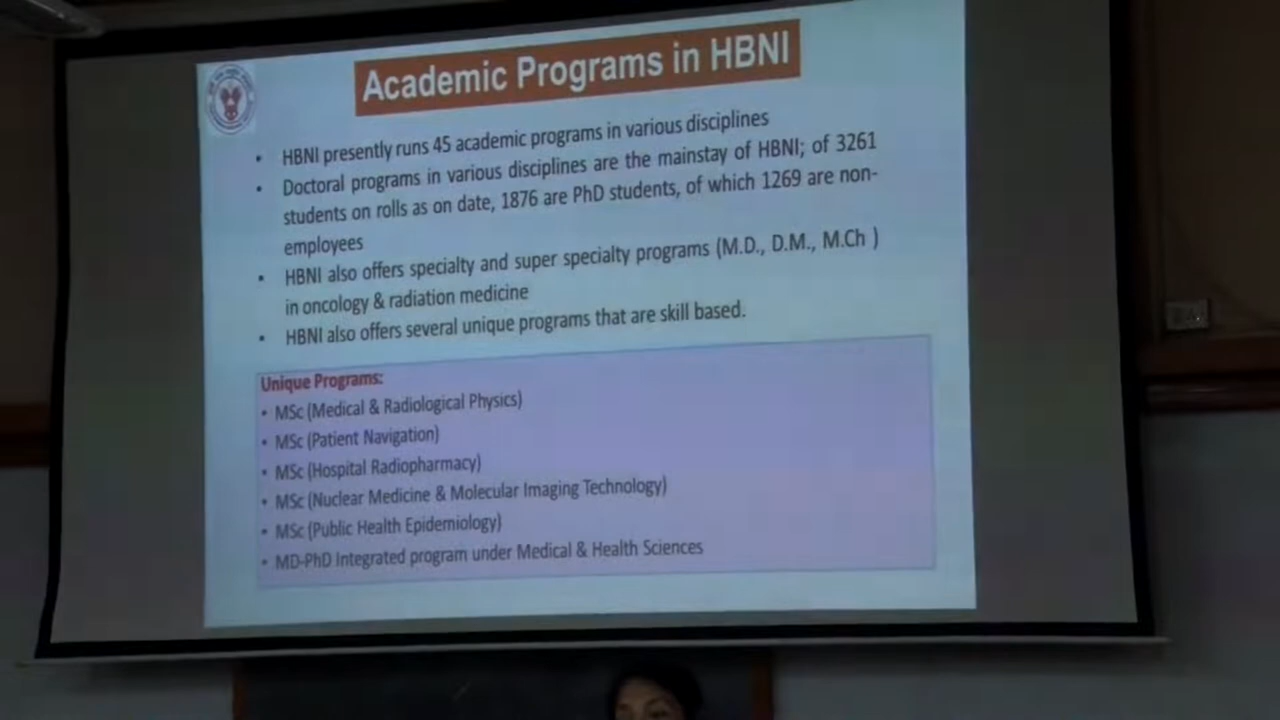 Academic Programs in HBNI
• HBNI presently runs 45 academic programs in various disciplines
• Doctoral programs in various disciplines are the mainstay of HBNI; of 3261
students on rolls as on date, 1876 are PhD students, of which 1269 are non-
employees
• HBNI also offers specialty and super specialty programs (M.D., D.M., M.Ch )
in oncology & radiation medicine
• HBNI also offers several unique programs that are skill based.
Unique Programs:
• MSc (Medical & Radiological Physics)
• MSc (Patient Navigation)
• MSc (Hospital Radiopharmacy)
• MSc (Nuclear Medicine & Molecular Imaging Technology)
• MSc (Public Health Epidemiology)
• MD-PhD Integrated program under Medical & Health Sciences